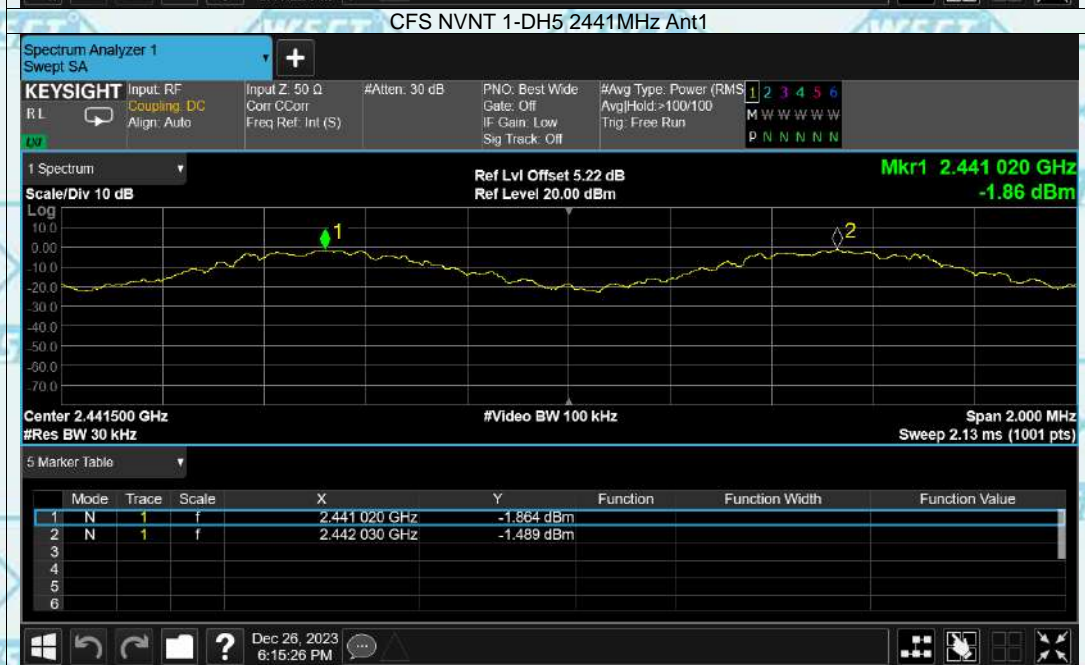 CFS NVNT 1-DH5 2441MHz Ant1
Spectrum Analyzer 1
Swept SA
+
KEYSIGHT
Input: RF
Input Z: 50 Ω
#Atten: 30 dB
PNO: Best Wide
#Avg Type: Power (RMS
1 2 3 4 5 6
R L
Coupling: DC
Corr CCorr
Gate: Off
Avg|Hold:>100/100
M W W W W W
Align: Auto
Freq Ref: Int (S)
IF Gain: Low
Trig: Free Run
Sig Track: Off
P N N N N N
LXI
1 Spectrum
Ref Lvl Offset 5.22 dB
Mkr1 2.441 020 GHz
Scale/Div 10 dB
Ref Level 20.00 dBm
-1.86 dBm
Log
10.0
0.00
-10.0
-20.0
-30.0
-40.0
-50.0
-60.0
-70.0
1
2
Center 2.441500 GHz
#Video BW 100 kHz
Span 2.000 MHz
#Res BW 30 kHz
Sweep 2.13 ms (1001 pts)
5 Marker Table
Mode Trace Scale X Y Function Function Width Function Value
1 N 1 f 2.441 020 GHz -1.864 dBm
2 N 1 f 2.442 030 GHz -1.489 dBm
3
4
5
6
?
Dec 26, 2023
6:15:26 PM